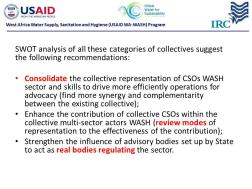 USAID
FROM THE AMERICAN PEOPLE
Global
Water for
Sustainability
West Africa Water Supply, Sanitation and Hygiene (USAID WA-WASH) Program
IRC
SWOT analysis of all these categories of collectives suggest
the following recommendations:
• Consolidate the collective representation of CSOs WASH
sector and skills to drive more efficiently operations for
advocacy (find more synergy and complementarity
between the existing collective);
• Enhance the contribution of collective CSOs within the
collective multi-sector actors WASH (review modes of
representation to the effectiveness of the contribution);
• Strengthen the influence of advisory bodies set up by State
to act as real bodies regulating the sector.